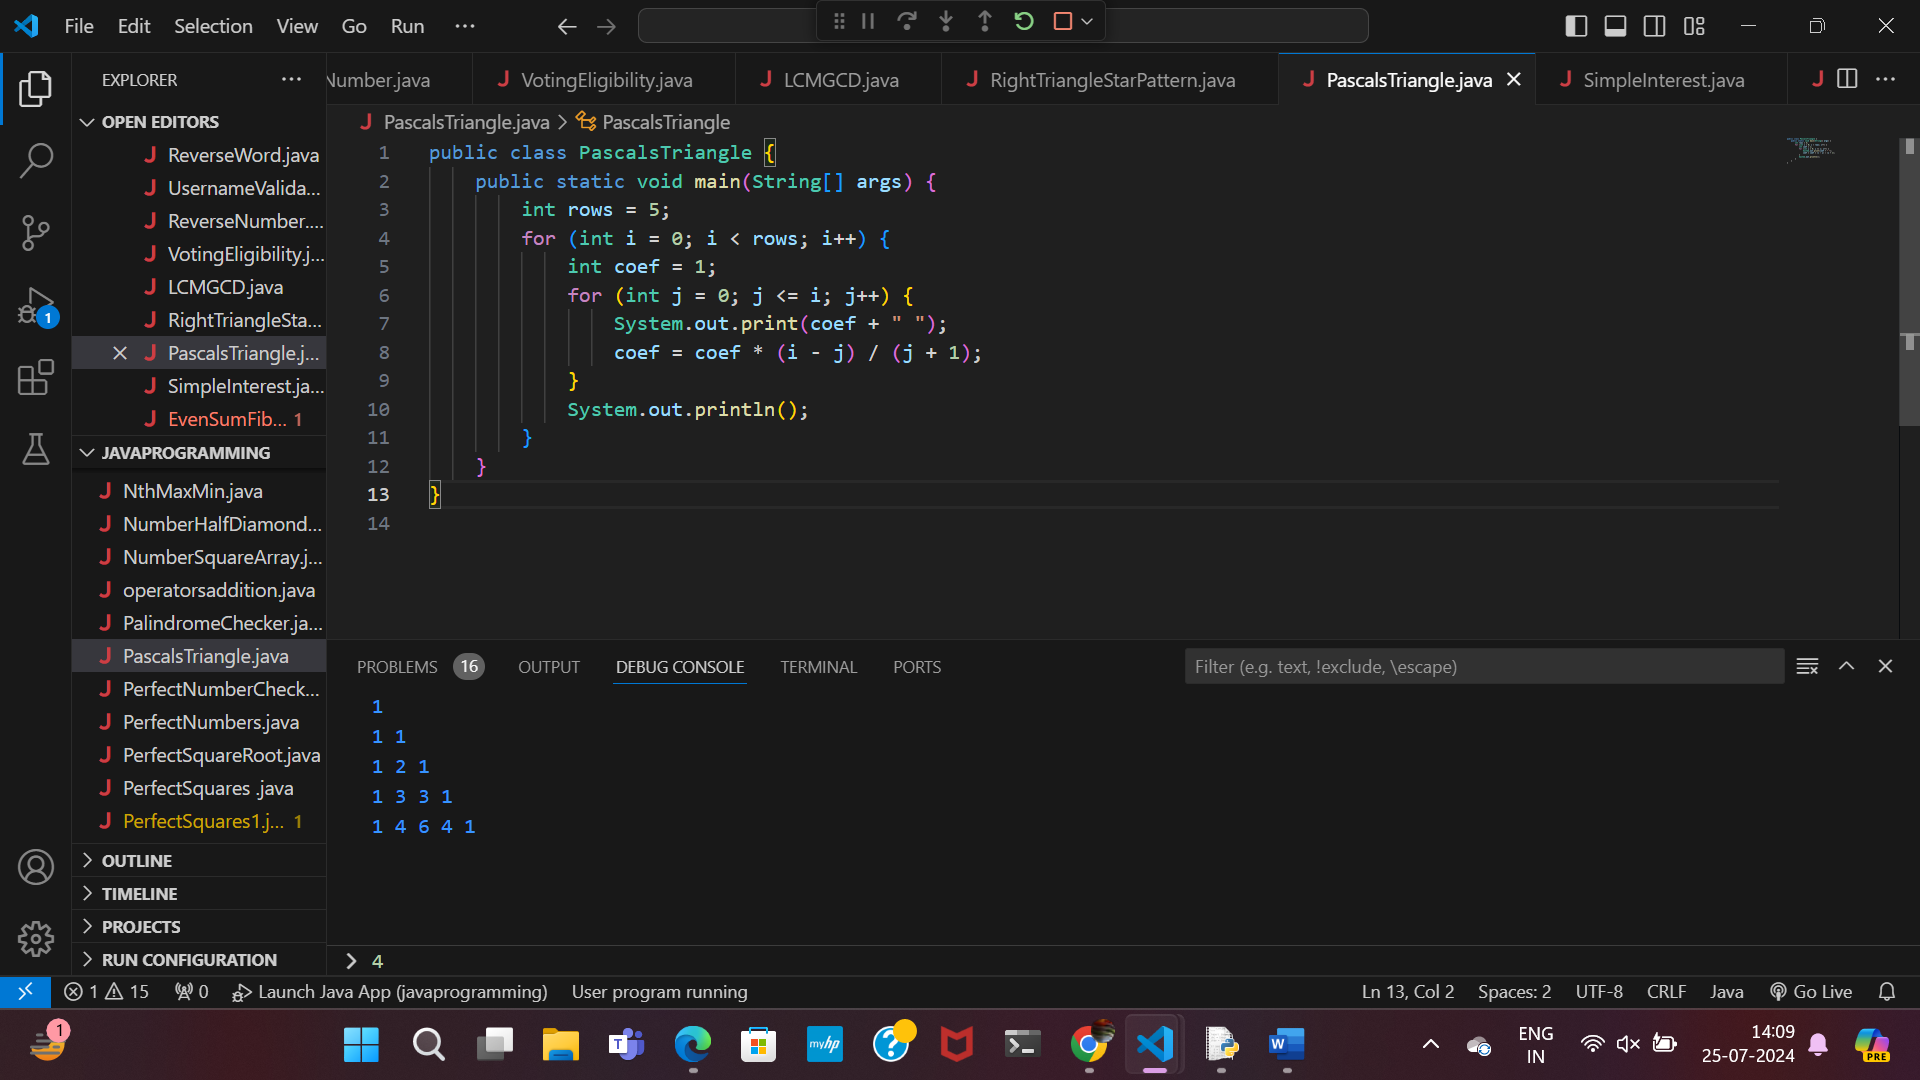 File Edit Selection View Go Run ...
EXPLORER
OPEN EDITORS
ReverseWord.java
UsernameValida...
ReverseNumber....
VotingEligibility.j...
LCMGCD.java
RightTriangleSta...
PascalsTriangle.j...
SimpleInterest.ja...
EvenSumFib... 1
JAVAPROGRAMMING
NthMaxMin.java
NumberHalfDiamond...
NumberSquareArray.j...
operatorsaddition.java
PalindromeChecker.ja...
PascalsTriangle.java
PerfectNumberCheck...
PerfectNumbers.java
PerfectSquareRoot.java
PerfectSquares .java
PerfectSquares1.j... 1
OUTLINE
TIMELINE
PROJECTS
RUN CONFIGURATION
1
Number.java VotingEligibility.java LCMGCD.java RightTriangleStarPattern.java PascalsTriangle.java SimpleInterest.java
PascalsTriangle.java > PascalsTriangle
1 public class PascalsTriangle {
2 public static void main(String[] args) {
3 int rows = 5;
4 for (int i = 0; i < rows; i++) {
5 int coef = 1;
6 for (int j = 0; j <= i; j++) {
7 System.out.print(coef + " ");
8 coef = coef * (i - j) / (j + 1);
9 }
10 System.out.println();
11 }
12 }
13 }
14
PROBLEMS 16 OUTPUT DEBUG CONSOLE TERMINAL PORTS Filter (e.g. text, !exclude, \escape)
1
1 1
1 2 1
1 3 3 1
1 4 6 4 1
> 4
1 15 0 Launch Java App (javaprogramming) User program running Ln 13, Col 2 Spaces: 2 UTF-8 CRLF Java Go Live
1 myhp ENG 14:09
IN 25-07-2024 PRE